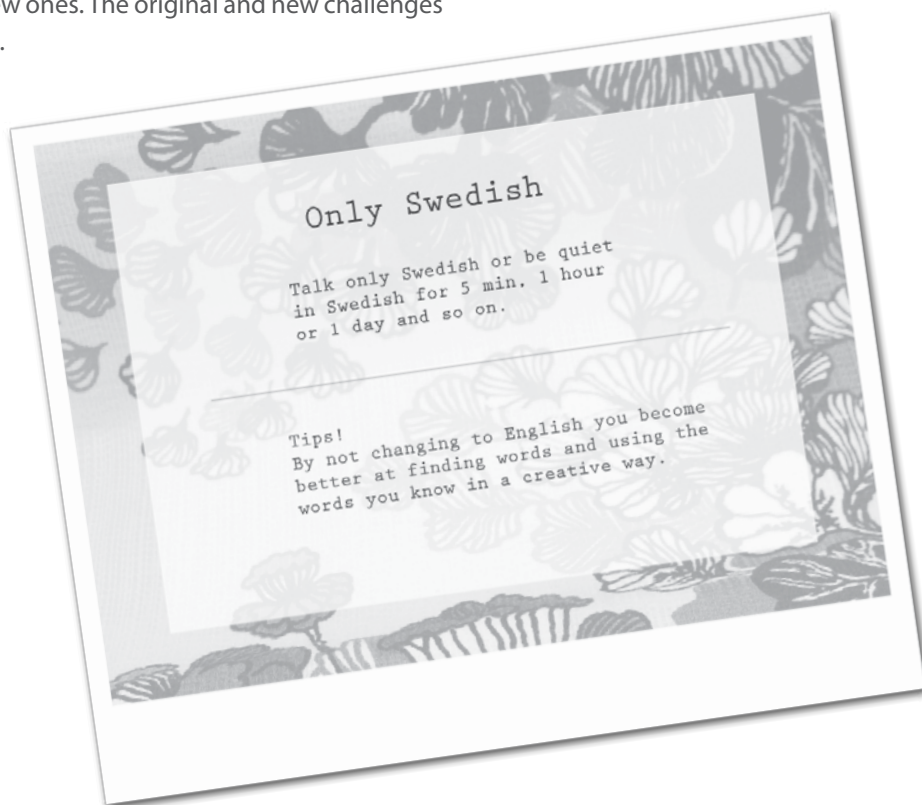 w ones. The original and new challenges
.
Only Swedish
Talk only Swedish or be quiet
in Swedish for 5 min. 1 hour
or 1 day and so on.
Tips!
By not changing to English you become
better at finding words and using the
words you know in a creative way.